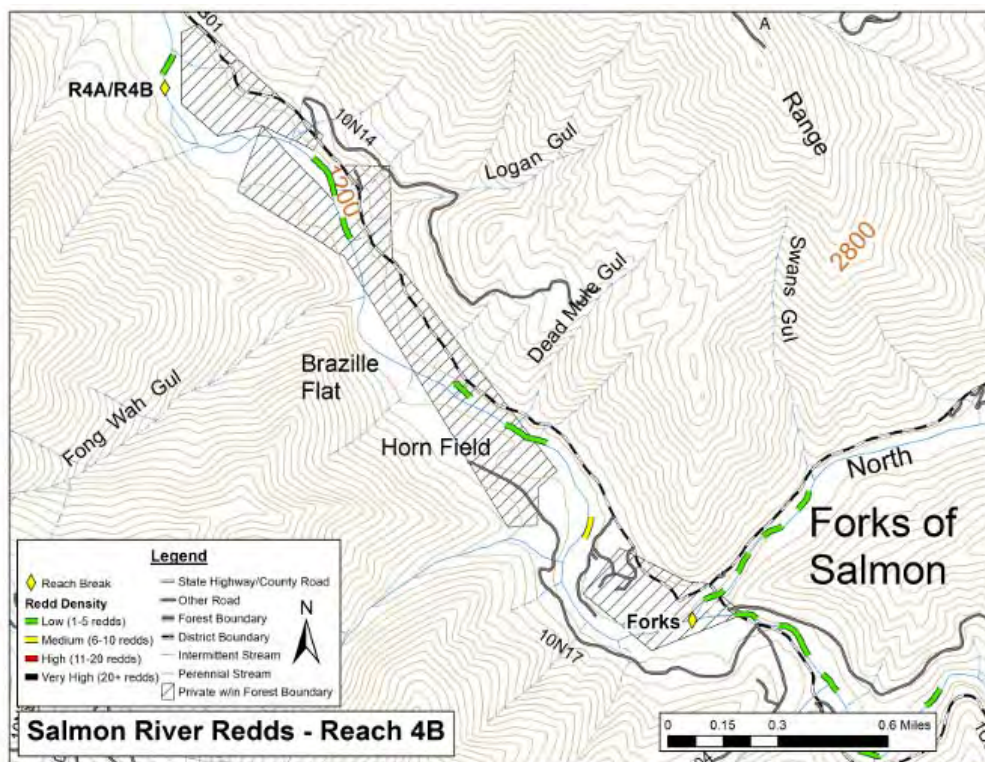 301
A
R4A/R4B
10N14
Range
Logan Gul
1200
2800
Swans Gul
Dead Mule Gul
Brazille
Flat
Fong Wah Gul
Horn Field
North
Forks of
Salmon
Forks
10N17
Legend
Reach Break
Redd Density
Low (1-5 redds)
Medium (6-10 redds)
High (11-20 redds)
Very High (20+ redds)
State Highway/County Road
Other Road
Forest Boundary
District Boundary
Intermittent Stream
Perennial Stream
Private w/in Forest Boundary
N
Salmon River Redds - Reach 4B
0 0.15 0.3 0.6 Miles